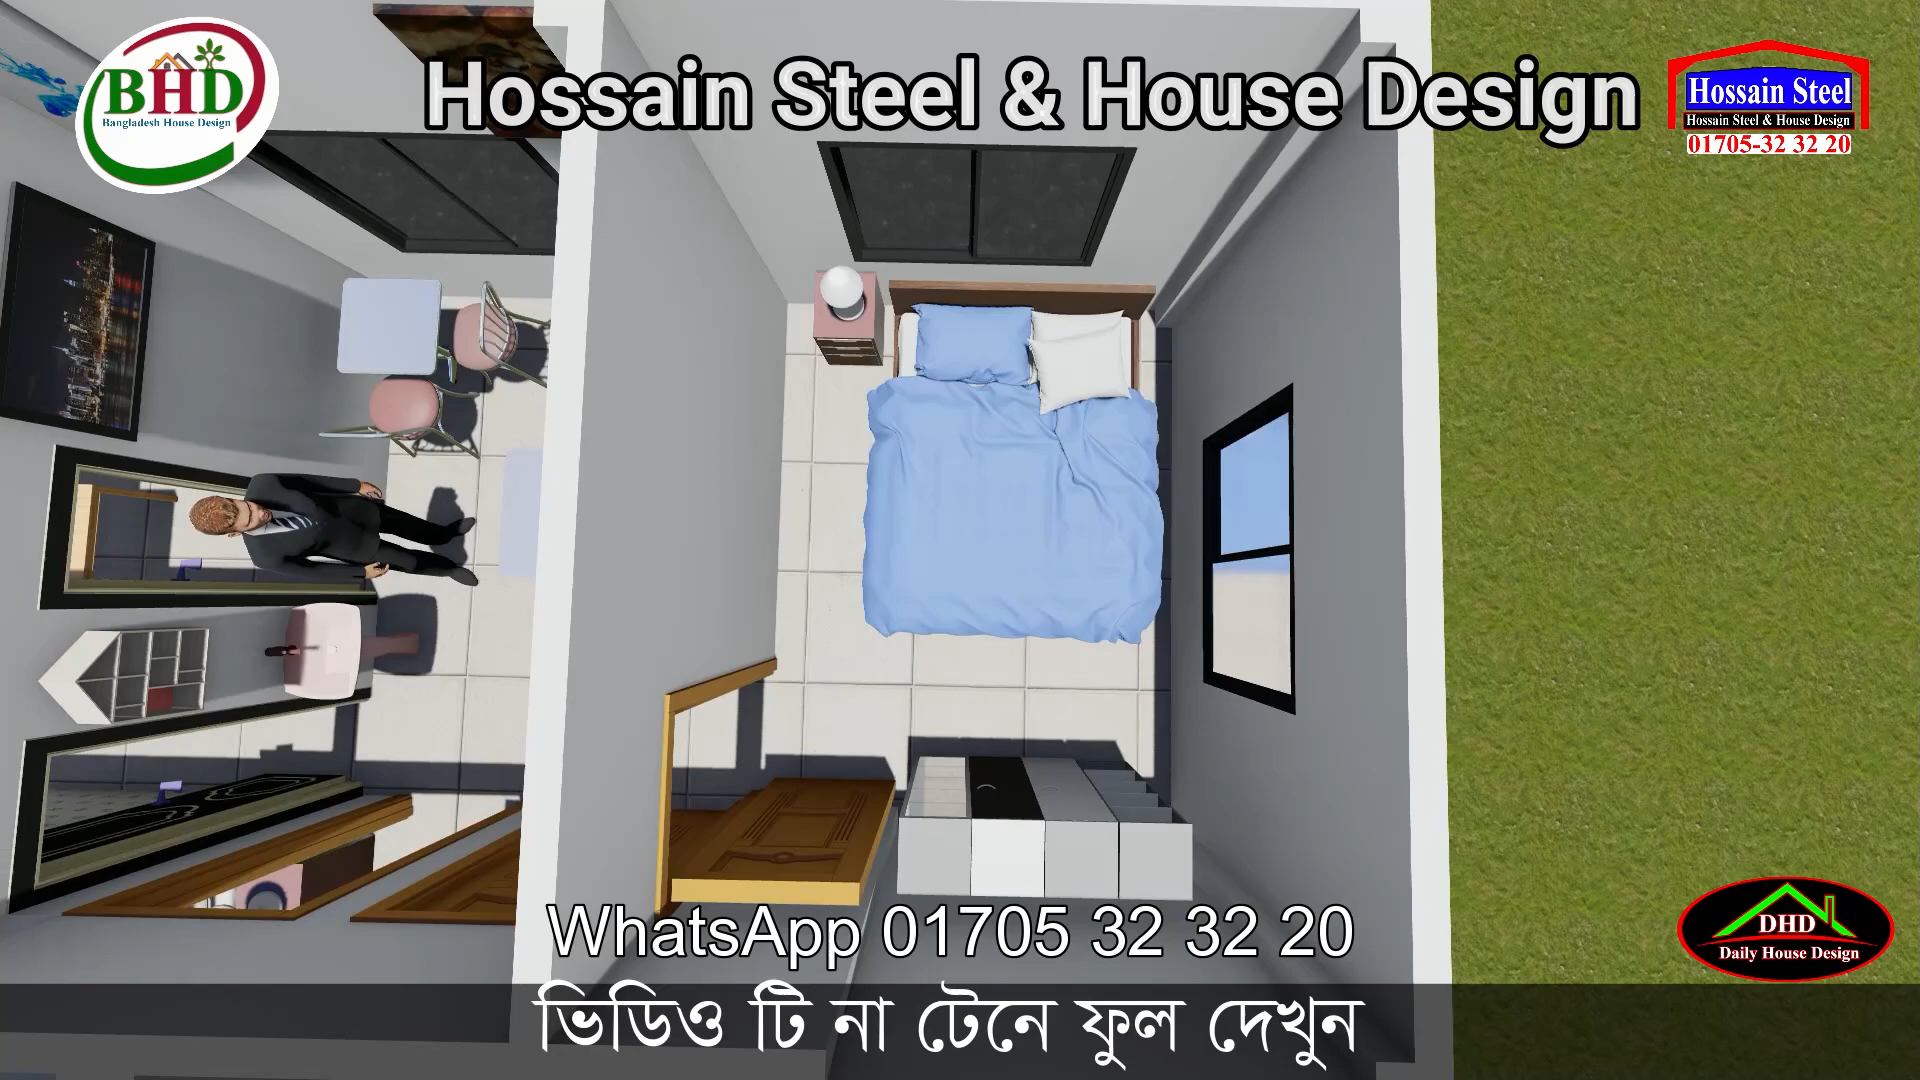 BHD
Bangladesh House Design
Hossain Steel & House Design
Hossain Steel
Hossain Steel & House Design
01705-32 32 20
DHD
Daily House Design
WhatsApp 01705 32 32 20
ভিডিও টি না টেনে ফুল দেখুন